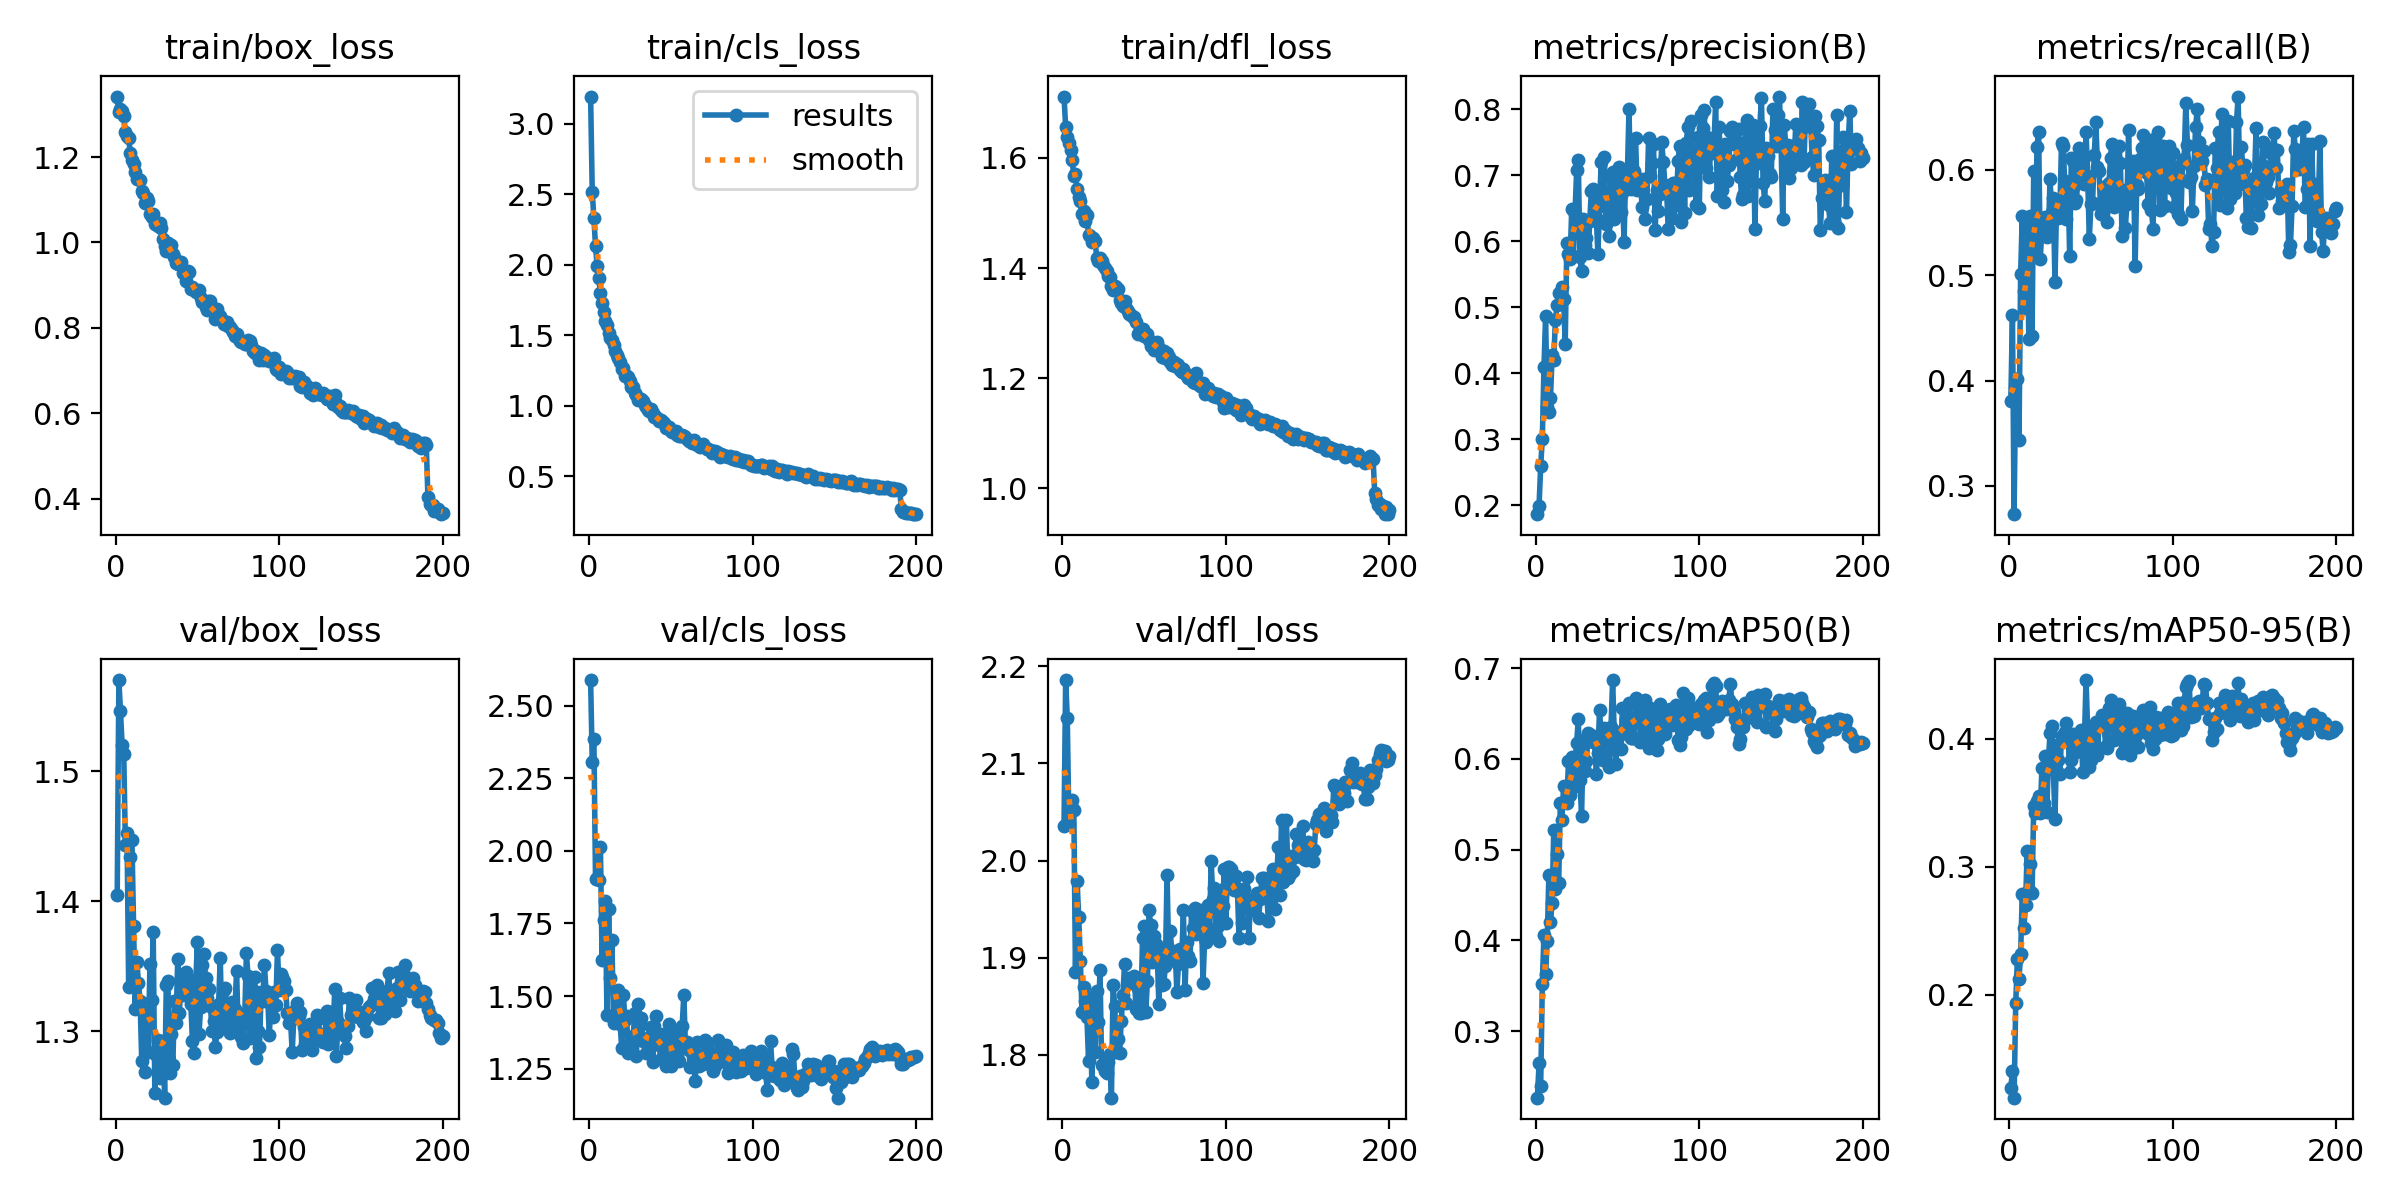 train/box_loss
1.2
1.0
0.8
0.6
0.4
0 100 200
train/cls_loss
results
smooth
3.0
2.5
2.0
1.5
1.0
0.5
0 100 200
train/dfl_loss
1.6
1.4
1.2
1.0
0 100 200
metrics/precision(B)
0.8
0.7
0.6
0.5
0.4
0.3
0.2
0 100 200
metrics/recall(B)
0.6
0.5
0.4
0.3
0 100 200
val/box_loss
1.5
1.4
1.3
0 100 200
val/cls_loss
2.50
2.25
2.00
1.75
1.50
1.25
0 100 200
val/dfl_loss
2.2
2.1
2.0
1.9
1.8
0 100 200
metrics/mAP50(B)
0.7
0.6
0.5
0.4
0.3
0 100 200
metrics/mAP50-95(B)
0.4
0.3
0.2
0 100 200